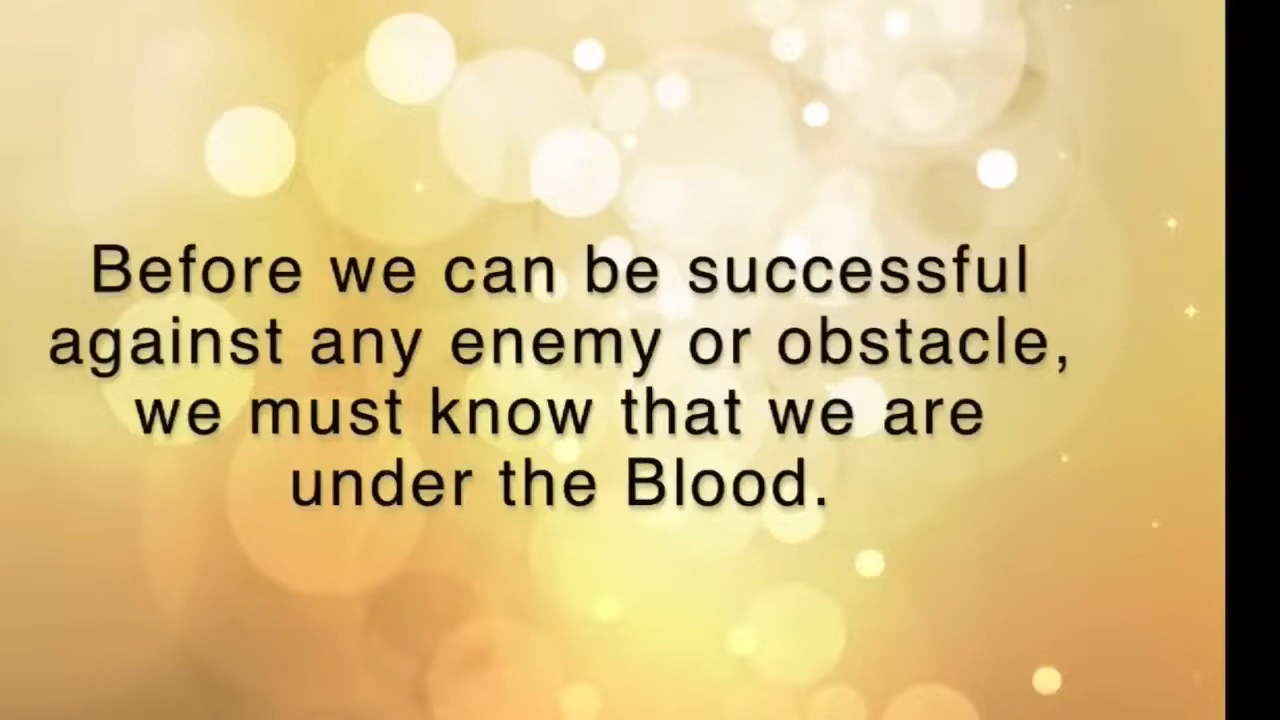 Before we can be successful
against any enemy or obstacle,
we must know that we are
under the Blood.